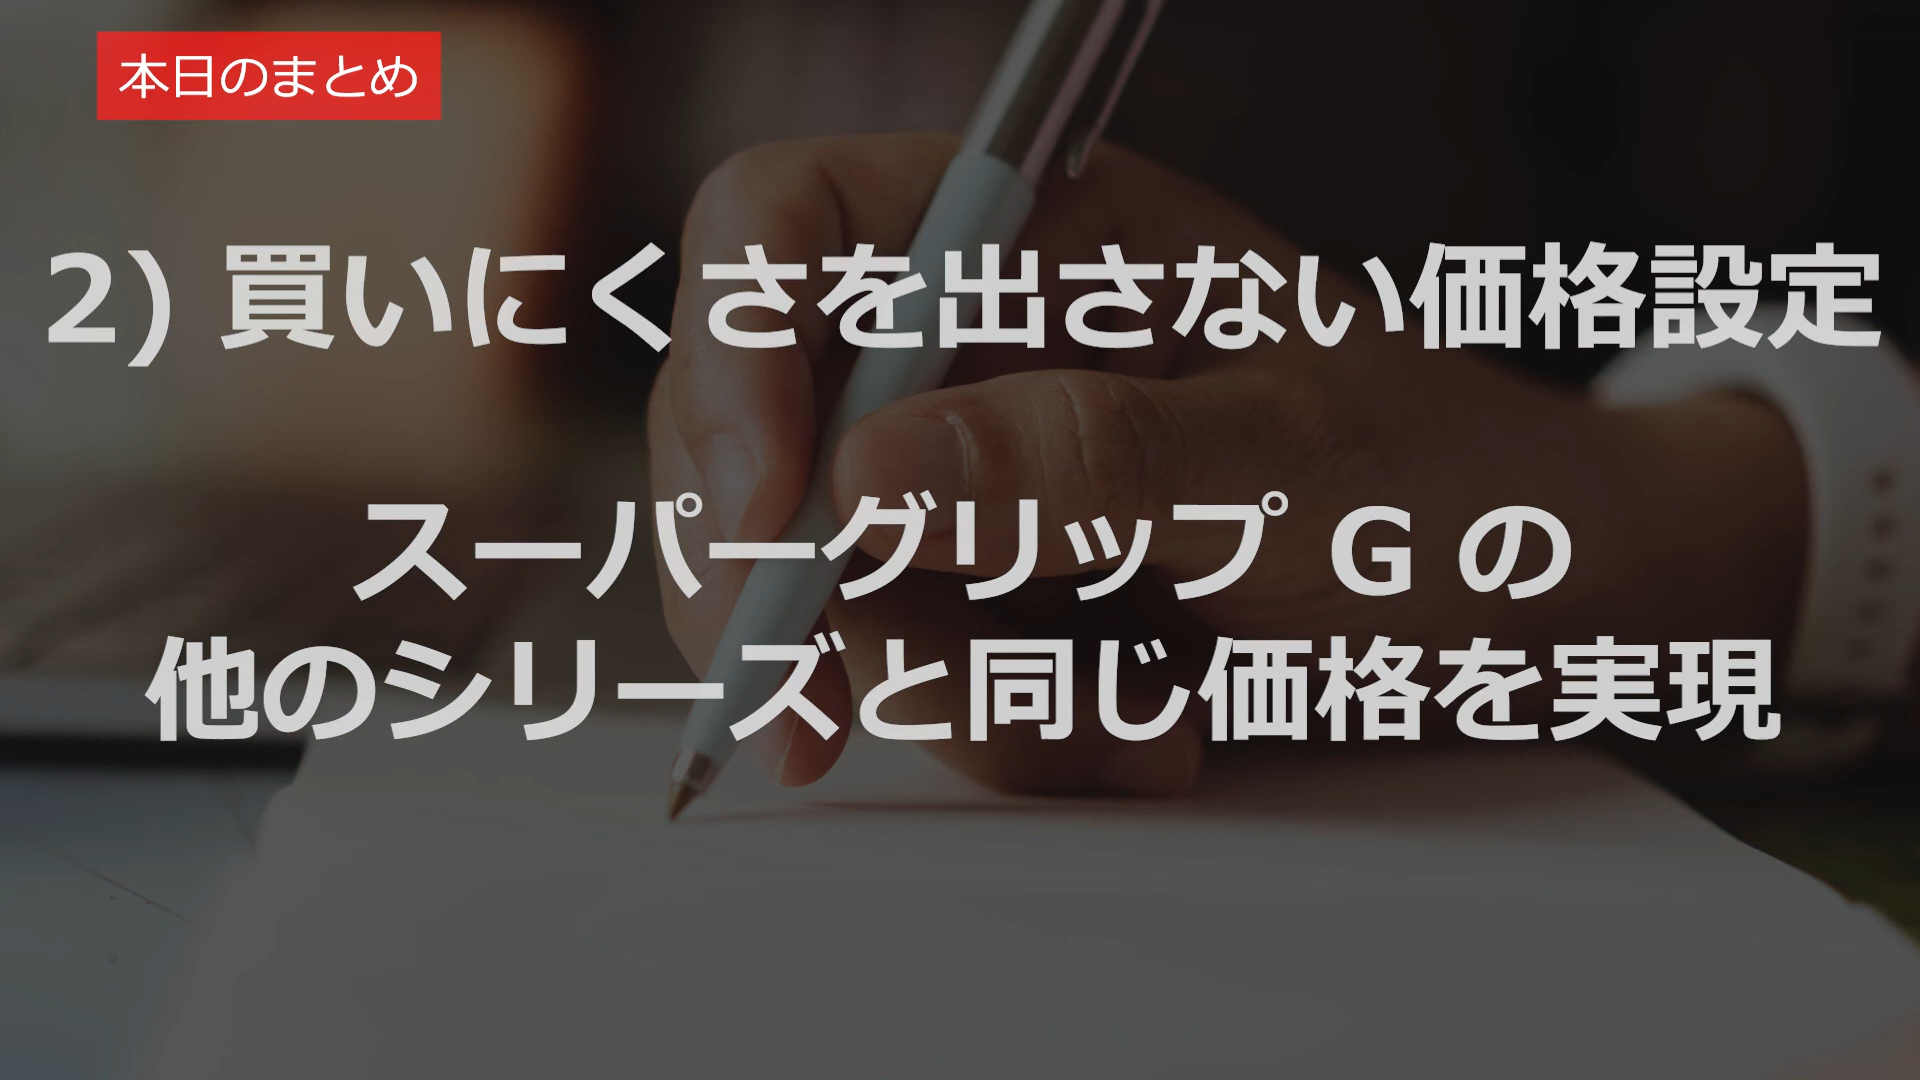 本日のまとめ
2) 買いにくさを出さない価格設定
スーパーグリップ G の
他のシリーズと同じ価格を実現